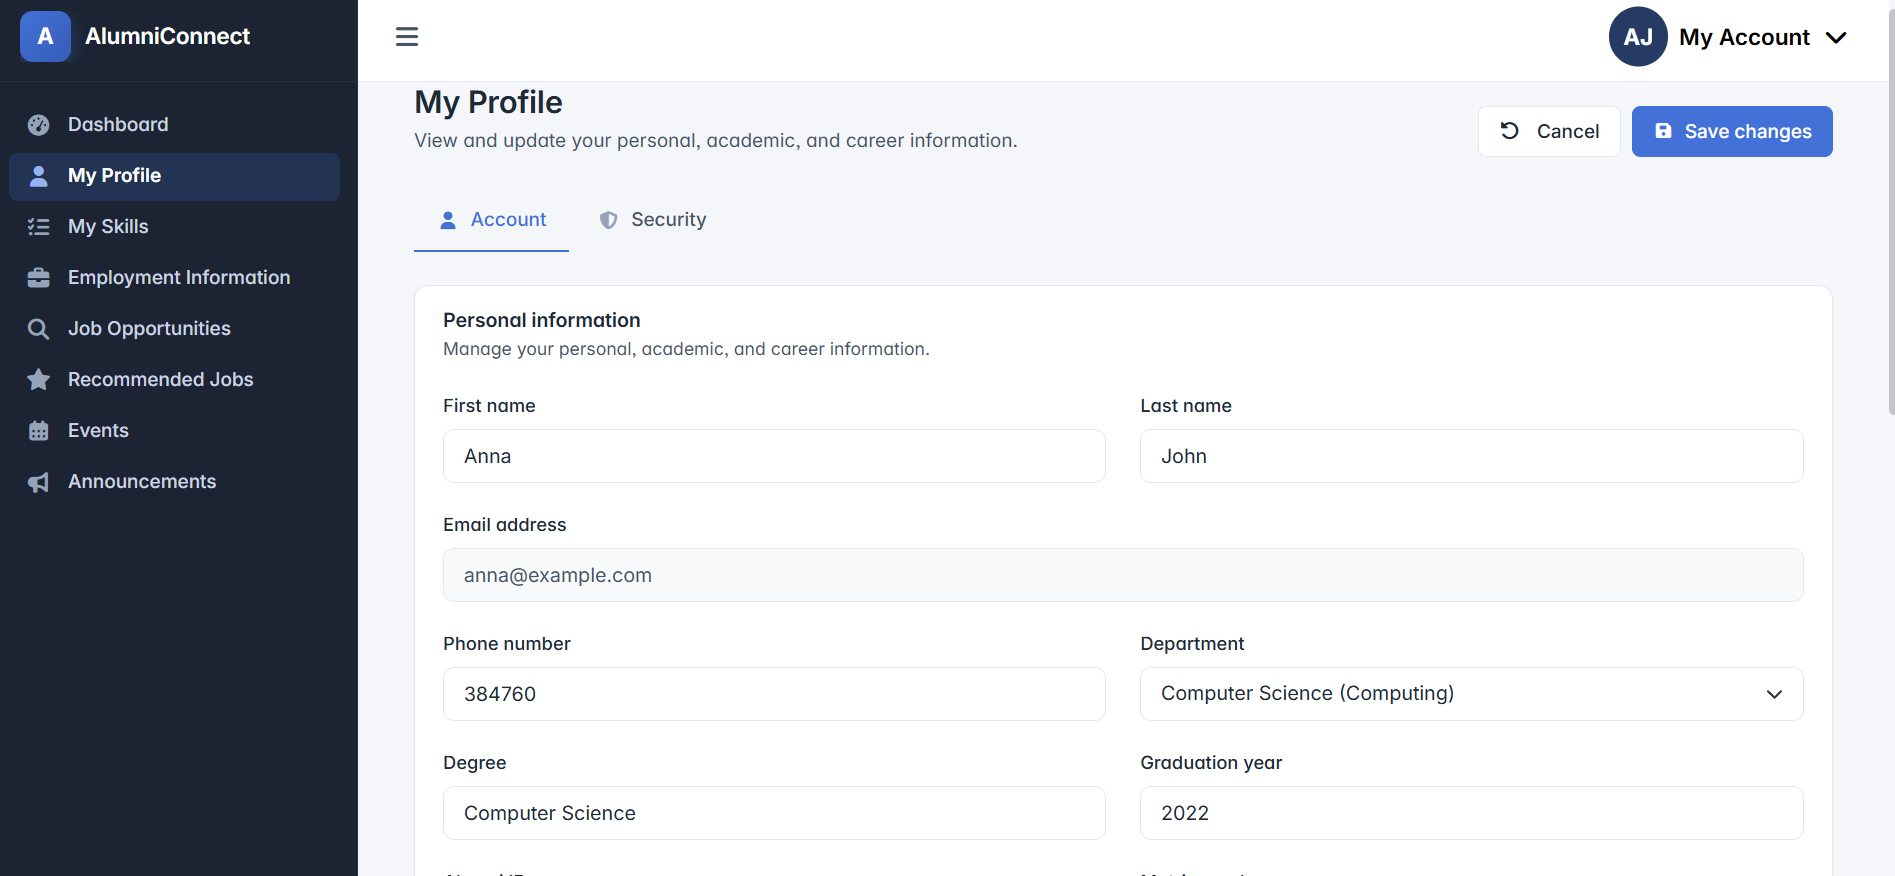 A AlumniConnect
AJ My Account
Dashboard
My Profile
My Skills
Employment Information
Job Opportunities
Recommended Jobs
Events
Announcements
My Profile
View and update your personal, academic, and career information.
Cancel
Save changes
Account
Security
Personal information
Manage your personal, academic, and career information.
First name
Last name
Anna
John
Email address
anna@example.com
Phone number
Department
384760
Computer Science (Computing)
Degree
Graduation year
Computer Science
2022